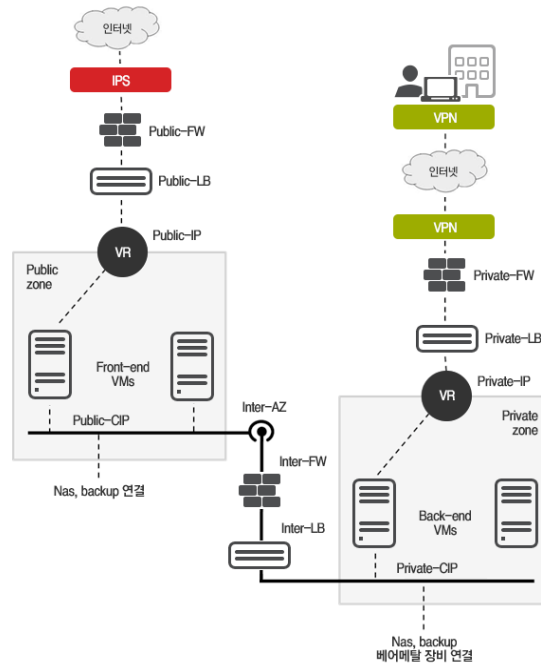 인터넷
IPS
Public-FW
Public-LB
Public-IP
VR
Public
zone
Front-end
VMs
Public-CIP
Nas, backup 연결
VPN
인터넷
VPN
Private-FW
Private-LB
Private-IP
VR
Private
zone
Inter-AZ
Inter-FW
Inter-LB
Back-end
VMs
Private-CIP
Nas, backup
베어메탈 장비 연결